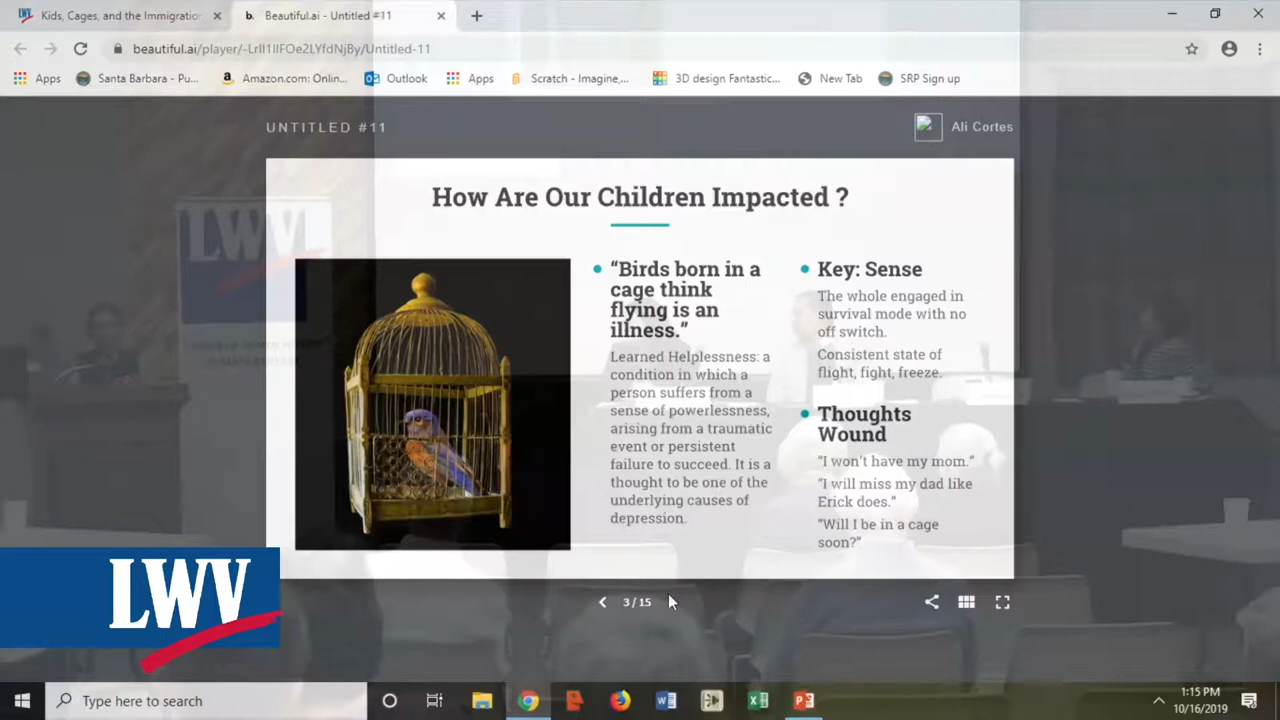 Kids, Cages, and the Immigratio
b. Beautiful.ai - Untitled #11
beautiful.ai/player/-LrlI1IIFOe2LYfdNjBy/Untitled-11
Apps
Santa Barbara - Pu...
Amazon.com: Onlin...
Outlook
Apps
Scratch - Imagine,...
3D design Fantastic...
New Tab
SRP Sign up
UNTITLED #11
Ali Cortes
How Are Our Children Impacted ?
“Birds born in a
cage think
flying is an
illness.”
Learned Helplessness: a
condition in which a
person suffers from a
sense of powerlessness,
arising from a traumatic
event or persistent
failure to succeed. It is a
thought to be one of the
underlying causes of
depression.
Key: Sense
The whole engaged in
survival mode with no
off switch.
Consistent state of
flight, fight, freeze.
Thoughts
Wound
“I won't have my mom.“
“I will miss my dad like
Erick does.”
“Will I be in a cage
soon?”
LWV
3 / 15
LWV
Type here to search
1:15 PM
10/16/2019